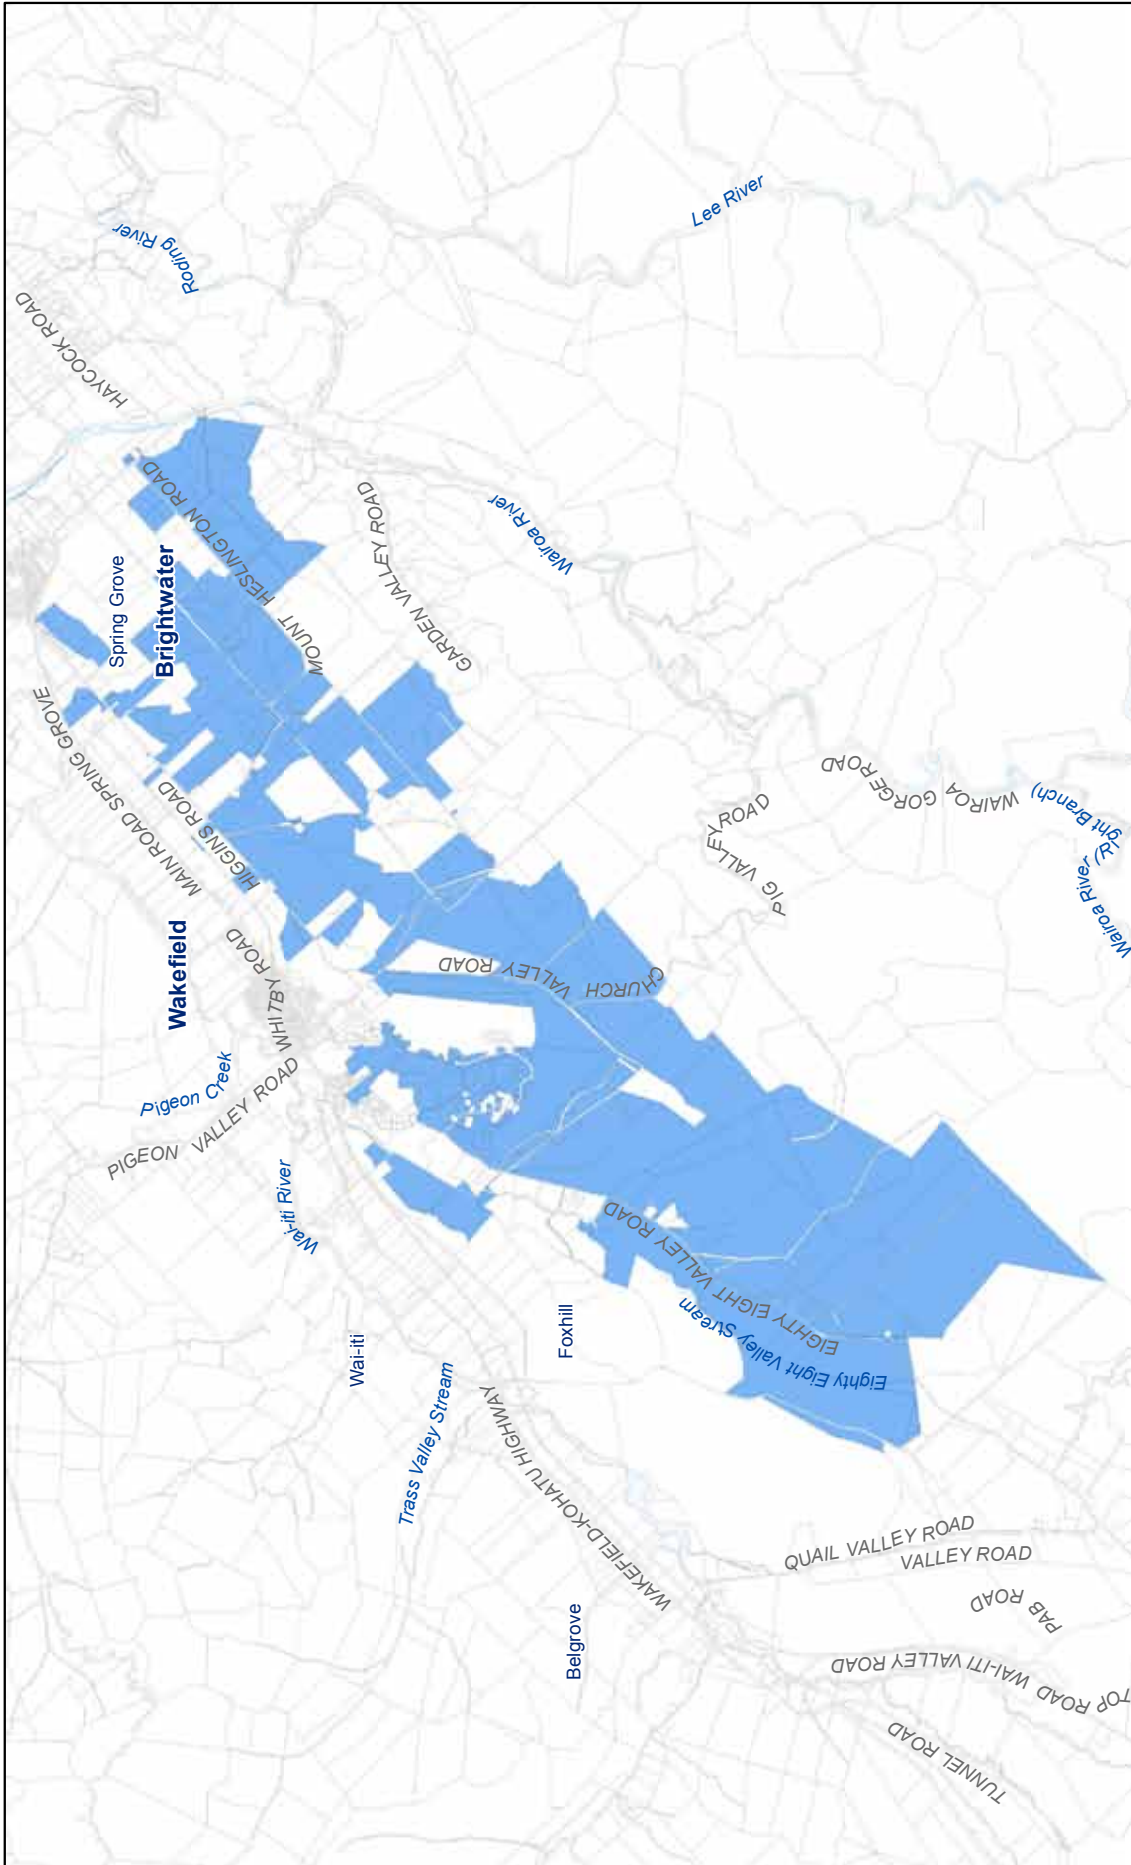 HAYCOCK ROAD
Roding River
Lee River
Spring Grove
Brightwater
MOUNT HESLINGTON ROAD
GARDEN VALLEY ROAD
Wairoa River
MAIN ROAD SPRING GROVE
HIGGINS ROAD
Wakefield
WHITBY ROAD
Pigeon Creek
PIGEON VALLEY ROAD
Wai-iti River
CHURCH VALLEY ROAD
PIG VALLEY ROAD
WAIROA GORGE ROAD
Wairoa River (Right Branch)
EIGHTY EIGHT VALLEY ROAD
Eighty Eight Valley Stream
Foxhill
Wai-iti
Trass Valley Stream
WAKEFIELD-KOHATU HIGHWAY
Belgrove
QUAIL VALLEY ROAD
VALLEY ROAD
PAB ROAD
WAI-ITI VALLEY ROAD
TOP ROAD
TUNNEL ROAD